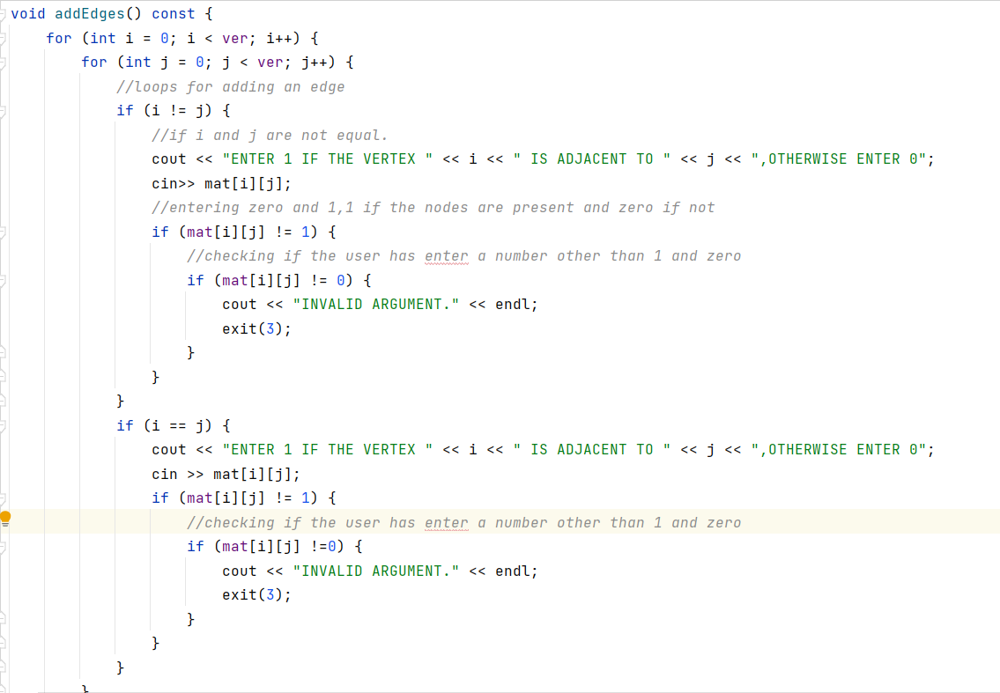 void addEdges() const {
for (int i = 0; i < ver; i++) {
for (int j = 0; j < ver; j++) {
//loops for adding an edge
if (i != j) {
//if i and j are not equal.
cout << "ENTER 1 IF THE VERTEX " << i << " IS ADJACENT TO " << j << ",OTHERWISE ENTER 0";
cin>> mat[i][j];
//entering zero and 1,1 if the nodes are present and zero if not
if (mat[i][j] != 1) {
//checking if the user has enter a number other than 1 and zero
if (mat[i][j] != 0) {
cout << "INVALID ARGUMENT." << endl;
exit(3);
}
}
}
if (i == j) {
cout << "ENTER 1 IF THE VERTEX " << i << " IS ADJACENT TO " << j << ",OTHERWISE ENTER 0";
cin >> mat[i][j];
if (mat[i][j] != 1) {
//checking if the user has enter a number other than 1 and zero
if (mat[i][j] !=0) {
cout << "INVALID ARGUMENT." << endl;
exit(3);
}
}
}
}